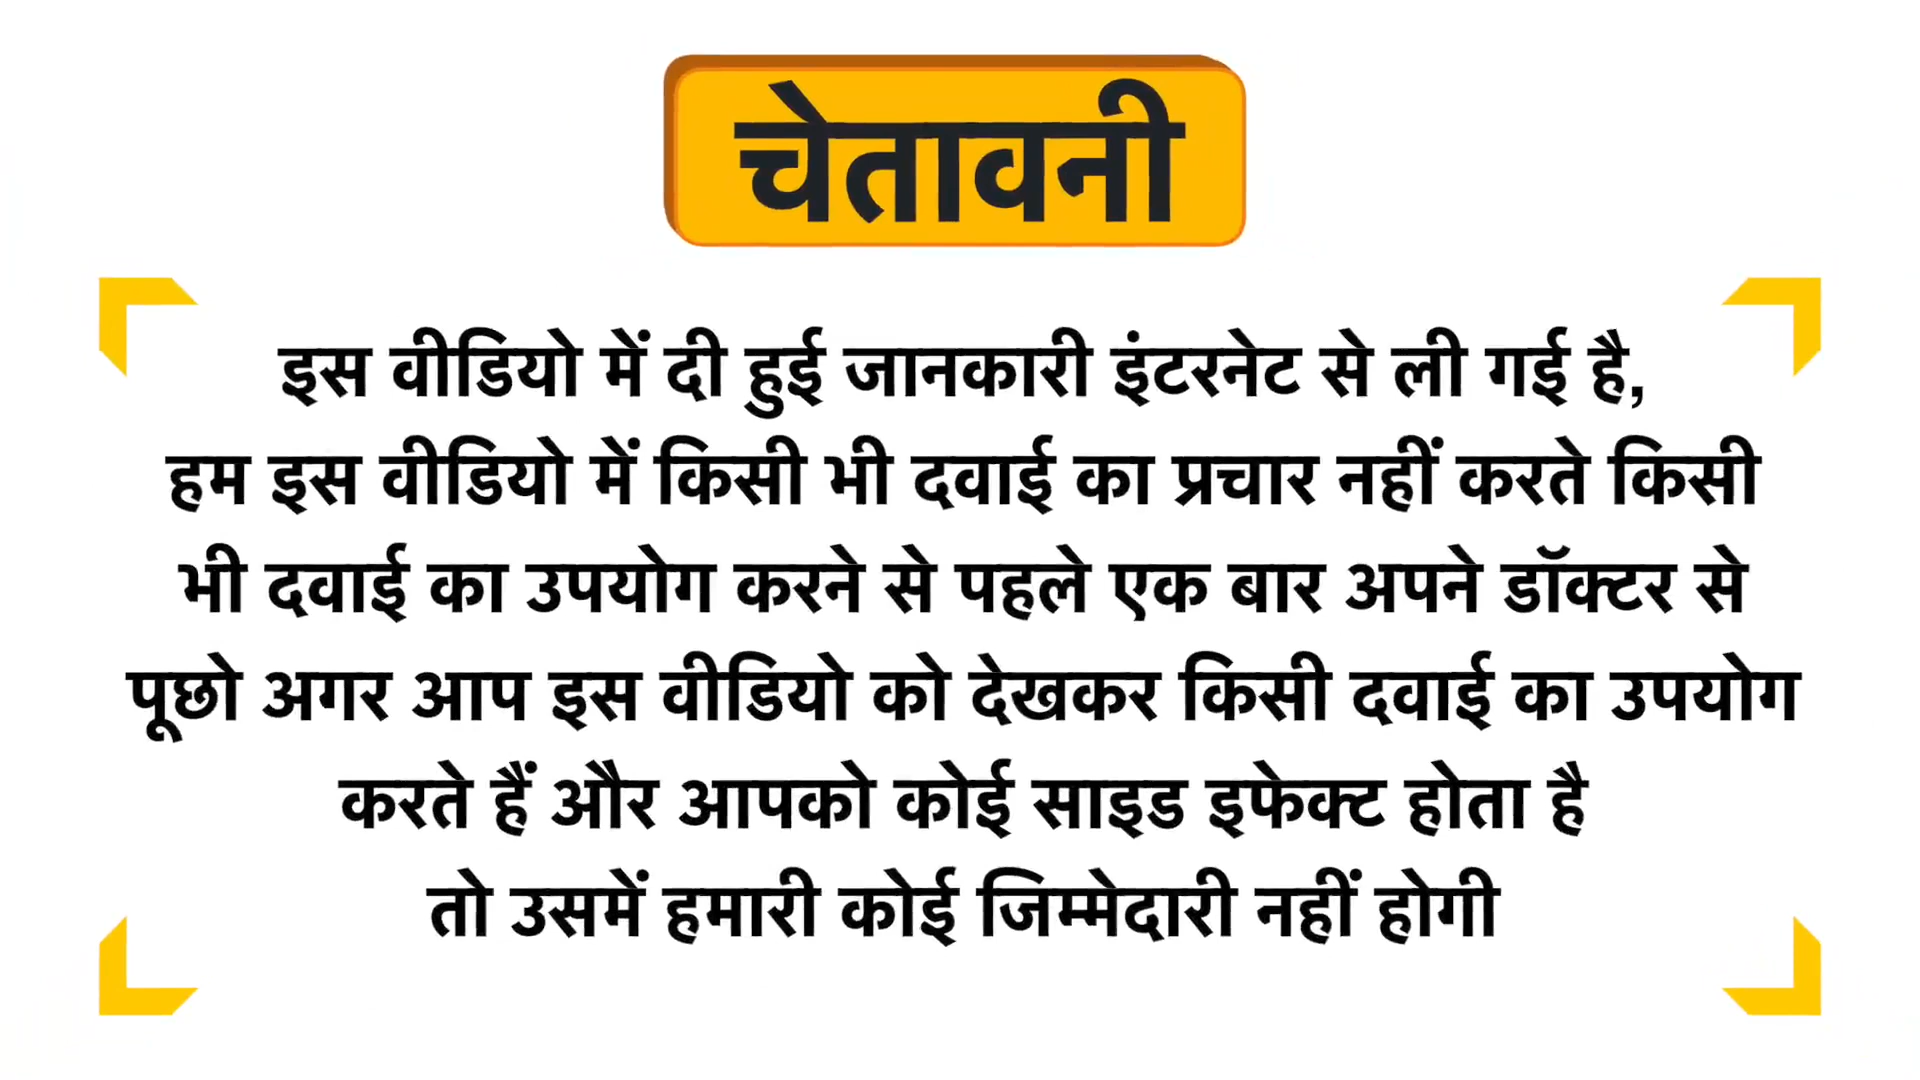 चेतावनी
इस वीडियो में दी हुई जानकारी इंटरनेट से ली गई है,
हम इस वीडियो में किसी भी दवाई का प्रचार नहीं करते किसी
भी दवाई का उपयोग करने से पहले एक बार अपने डॉक्टर से
पूछो अगर आप इस वीडियो को देखकर किसी दवाई का उपयोग
करते हैं और आपको कोई साइड इफेक्ट होता है
तो उसमें हमारी कोई जिम्मेदारी नहीं होगी